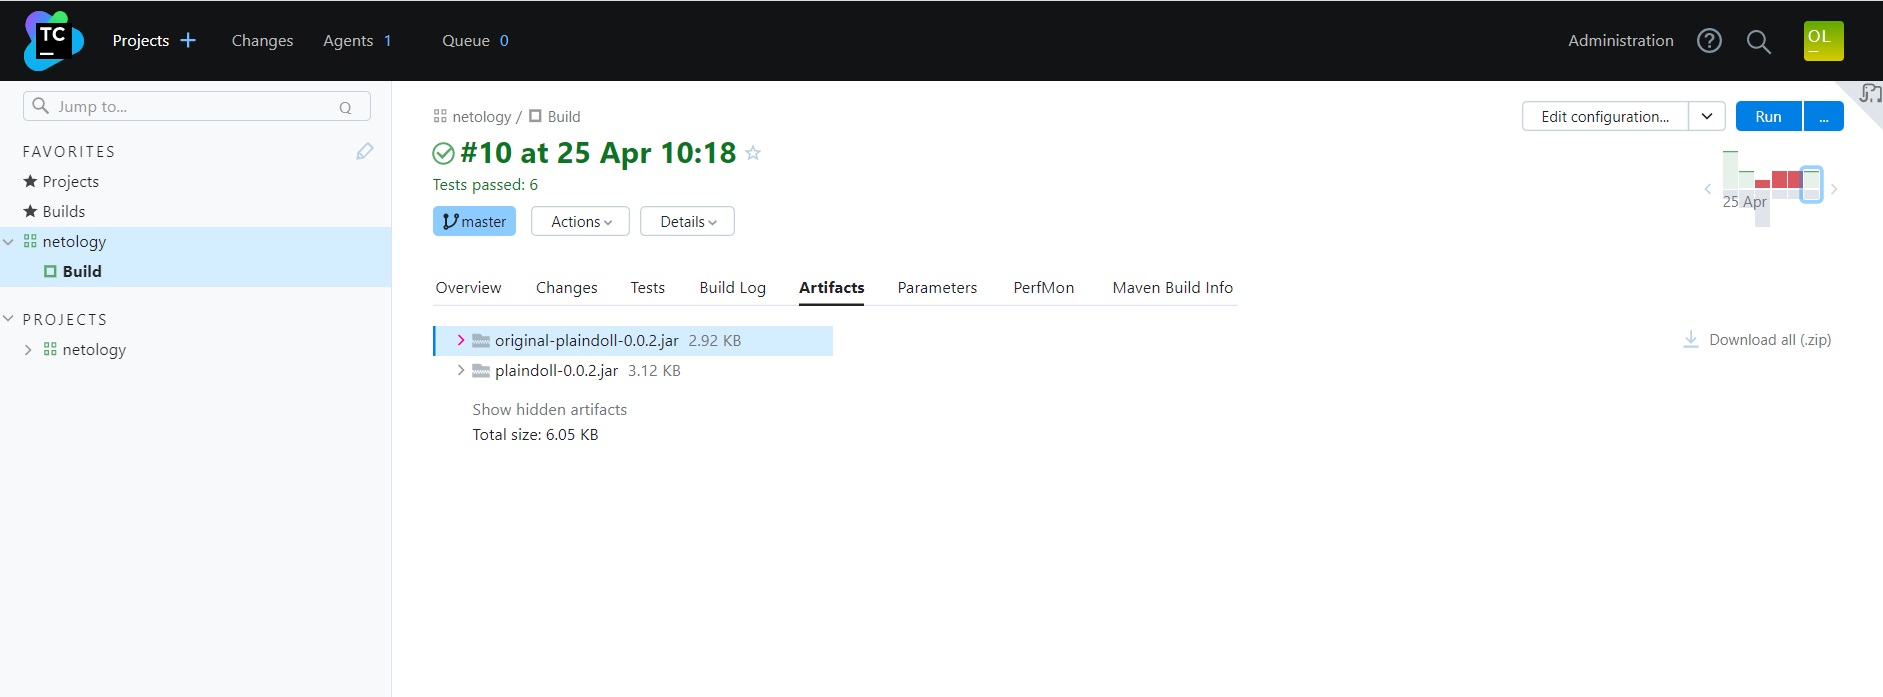 TC
Projects + Changes Agents 1 Queue 0 Administration ? OL
Jump to... Q
FAVORITES
Projects
Builds
netology
Build
PROJECTS
netology
netology / Build
#10 at 25 Apr 10:18
Tests passed: 6
master Actions Details
Edit configuration... Run ...
25 Apr
Overview Changes Tests Build Log Artifacts Parameters PerfMon Maven Build Info
original-plaindoll-0.0.2.jar 2.92 KB
plaindoll-0.0.2.jar 3.12 KB
Show hidden artifacts
Total size: 6.05 KB
Download all (.zip)